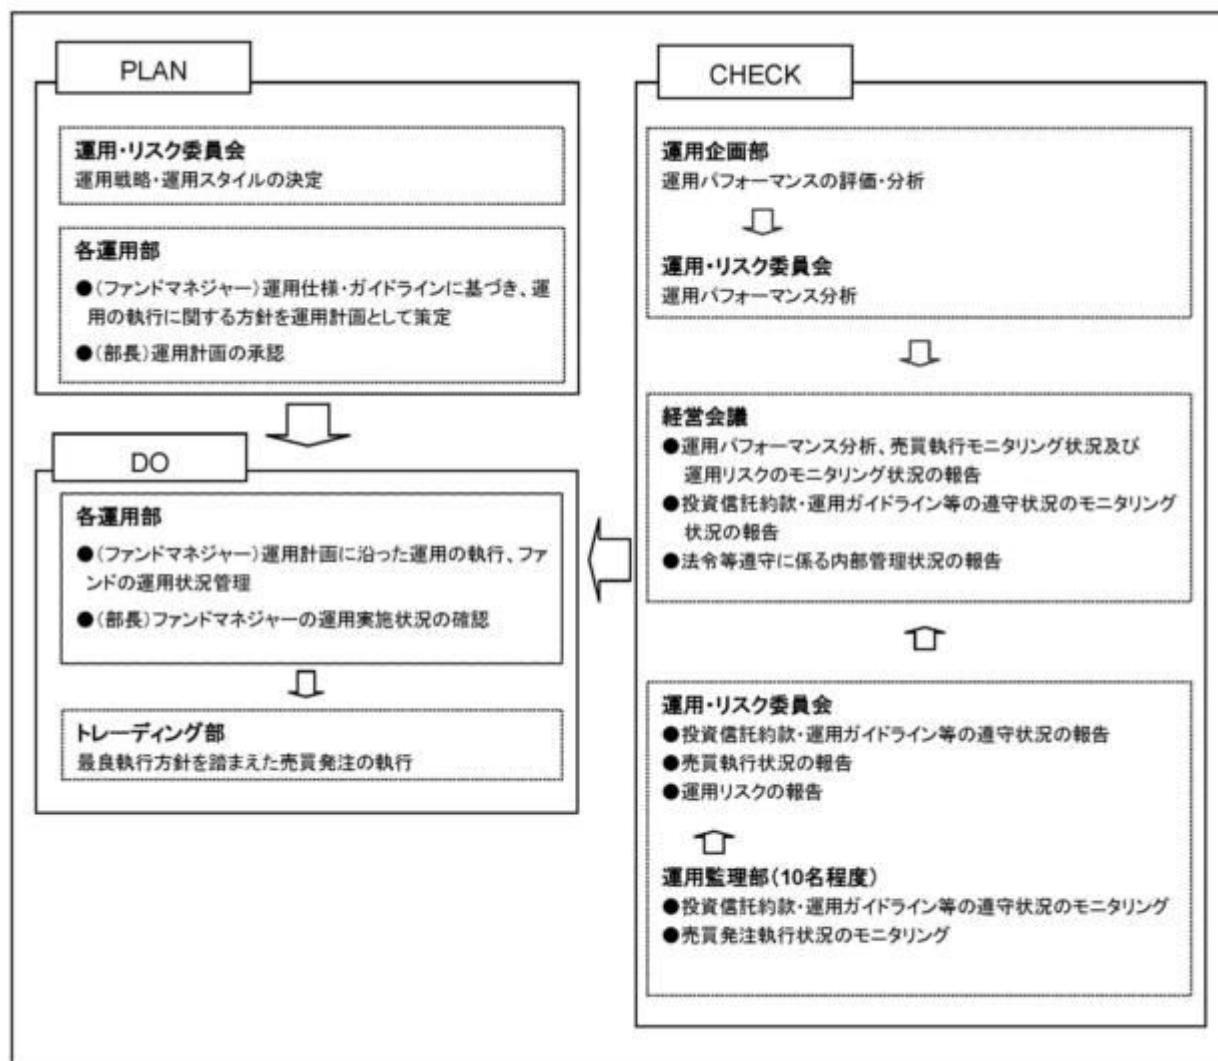 PLAN
運用・リスク委員会
運用戦略・運用スタイルの決定
各運用部
●(ファンドマネジャー)運用仕様・ガイドラインに基づき、運
用の執行に関する方針を運用計画として策定
●(部長)運用計画の承認
DO
各運用部
●(ファンドマネジャー)運用計画に沿った運用の執行、ファ
ンドの運用状況管理
●(部長)ファンドマネジャーの運用実施状況の確認
トレーディング部
最良執行方針を踏まえた売買発注の執行
CHECK
運用企画部
運用パフォーマンスの評価・分析
運用・リスク委員会
運用パフォーマンス分析
経営会議
●運用パフォーマンス分析、売買執行モニタリング状況及び
運用リスクのモニタリング状況の報告
●投資信託約款・運用ガイドライン等の遵守状況のモニタリング
状況の報告
●法令等遵守に係る内部管理状況の報告
運用・リスク委員会
●投資信託約款・運用ガイドライン等の遵守状況の報告
●売買執行状況の報告
●運用リスクの報告
運用監理部(10名程度)
●投資信託約款・運用ガイドライン等の遵守状況のモニタリング
●売買発注執行状況のモニタリング